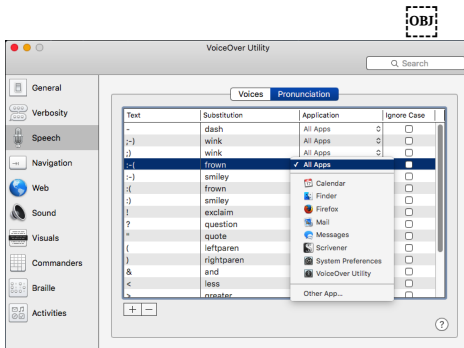 OBJ
VoiceOver Utility
Search
General
Verbosity
Speech
Navigation
Web
Sound
Visuals
Commanders
Braille
Activities
Voices Pronunciation
Text Substitution Application Ignore Case
- dash All Apps
;-) wink All Apps
;) wink All Apps
:-( frown ✓ All Apps
:-) smiley
:( frown
:) smiley
! exclaim
? question
" quote
( leftparen
) rightparen
& and
< less
> greater
Calendar
Finder
Firefox
Mail
Messages
Scrivener
System Preferences
VoiceOver Utility
Other App...
+ −
?